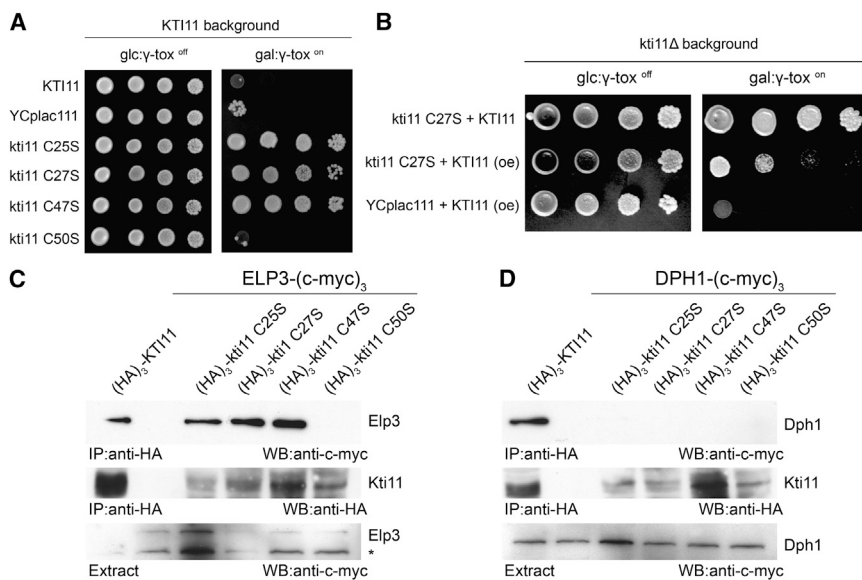 A
KTI11 background
glc:γ-tox off
gal:γ-tox on
KTI11
YCplac111
kti11 C25S
kti11 C27S
kti11 C47S
kti11 C50S
B
kti11Δ background
glc:γ-tox off
gal:γ-tox on
kti11 C27S + KTI11
kti11 C27S + KTI11 (oe)
YCplac111 + KTI11 (oe)
C
ELP3-(c-myc)3
(HA)3-KTI11
(HA)3-kti11 C25S
(HA)3-kti1 C27S
(HA)3-kti11 C47S
(HA)3-kti11 C50S
Elp3
IP:anti-HA WB:anti-c-myc
Kti11
IP:anti-HA WB:anti-HA
Elp3
*
Extract WB:anti-c-myc
D
DPH1-(c-myc)3
(HA)3-KTI11
(HA)3-kti11 C25S
(HA)3-kti11 C27S
(HA)3-kti11 C47S
(HA)3-kti11 C50S
Dph1
IP:anti-HA WB:anti-c-myc
Kti11
IP:anti-HA WB:anti-HA
Dph1
Extract WB:anti-c-myc